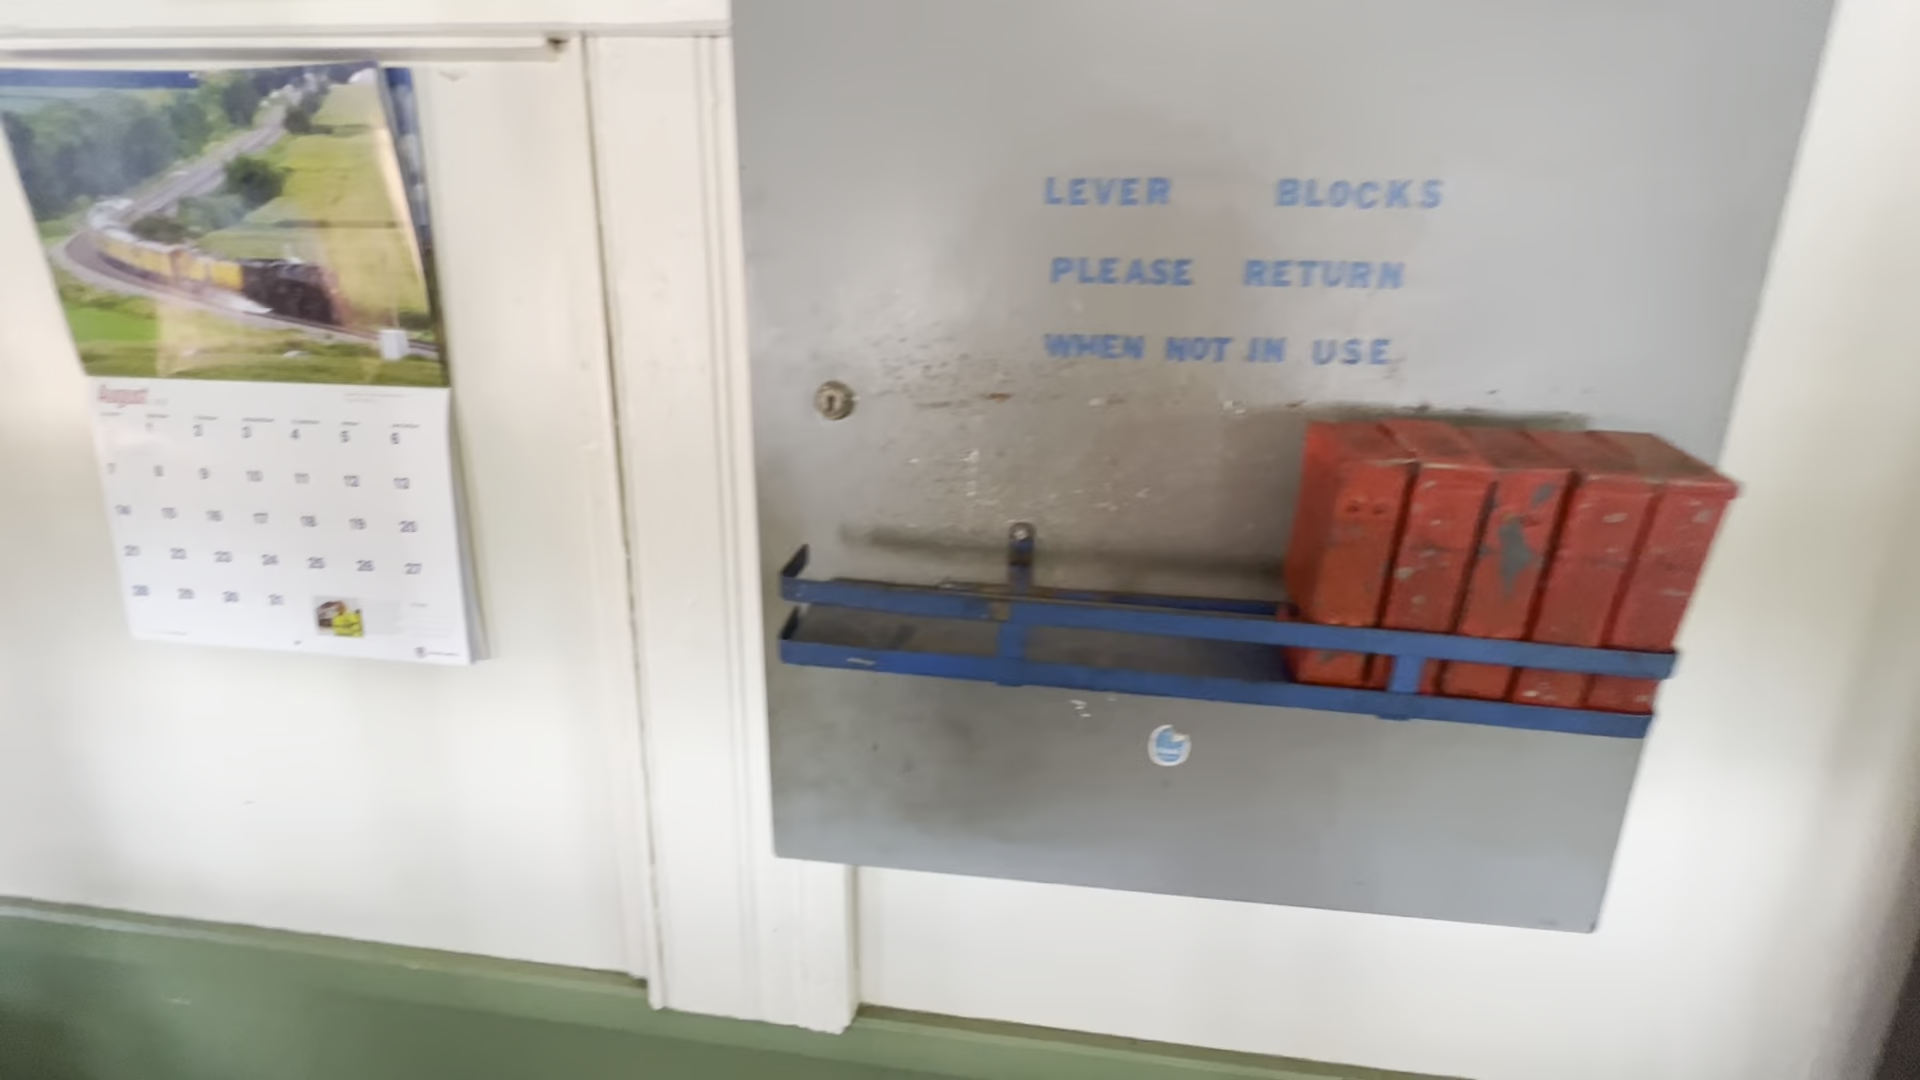 August
1 2 3 4 5 6
7 8 9 10 11 12 13
14 15 16 17 18 19 20
21 22 23 24 25 26 27
28 29 30 31
LEVER BLOCKS
PLEASE RETURN
WHEN NOT IN USE